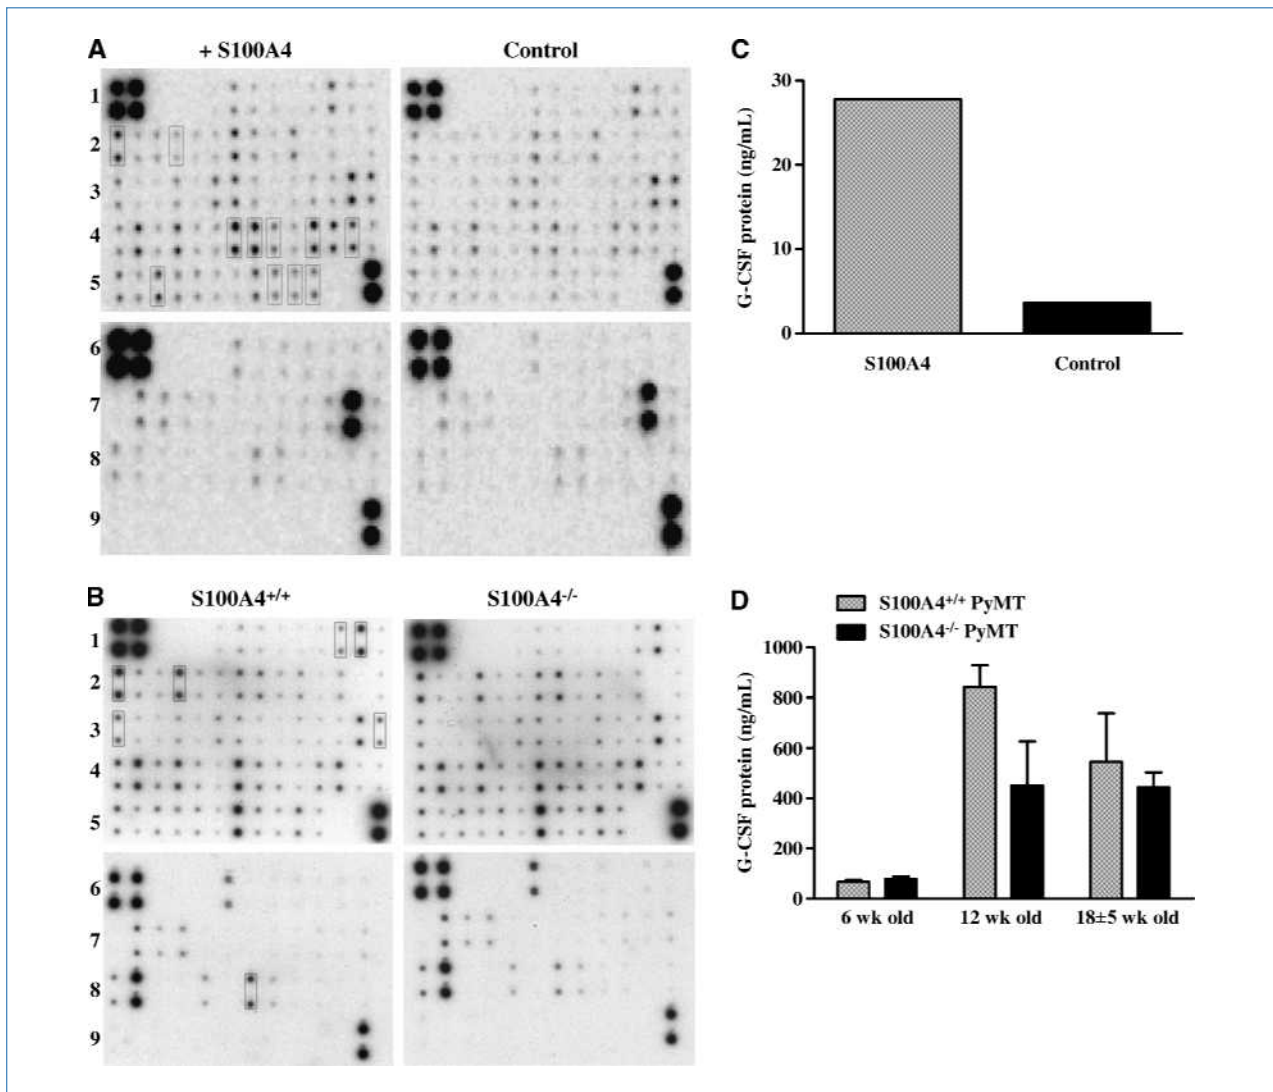 A
+ S100A4
Control
1
2
3
4
5
6
7
8
9
B
S100A4+/+
S100A4-/-
1
2
3
4
5
6
7
8
9
C
G-CSF protein (ng/mL)
30
20
10
0
S100A4
Control
D
S100A4+/+ PyMT
S100A4-/- PyMT
G-CSF protein (ng/mL)
1000
800
600
400
200
0
6 wk old
12 wk old
18±5 wk old